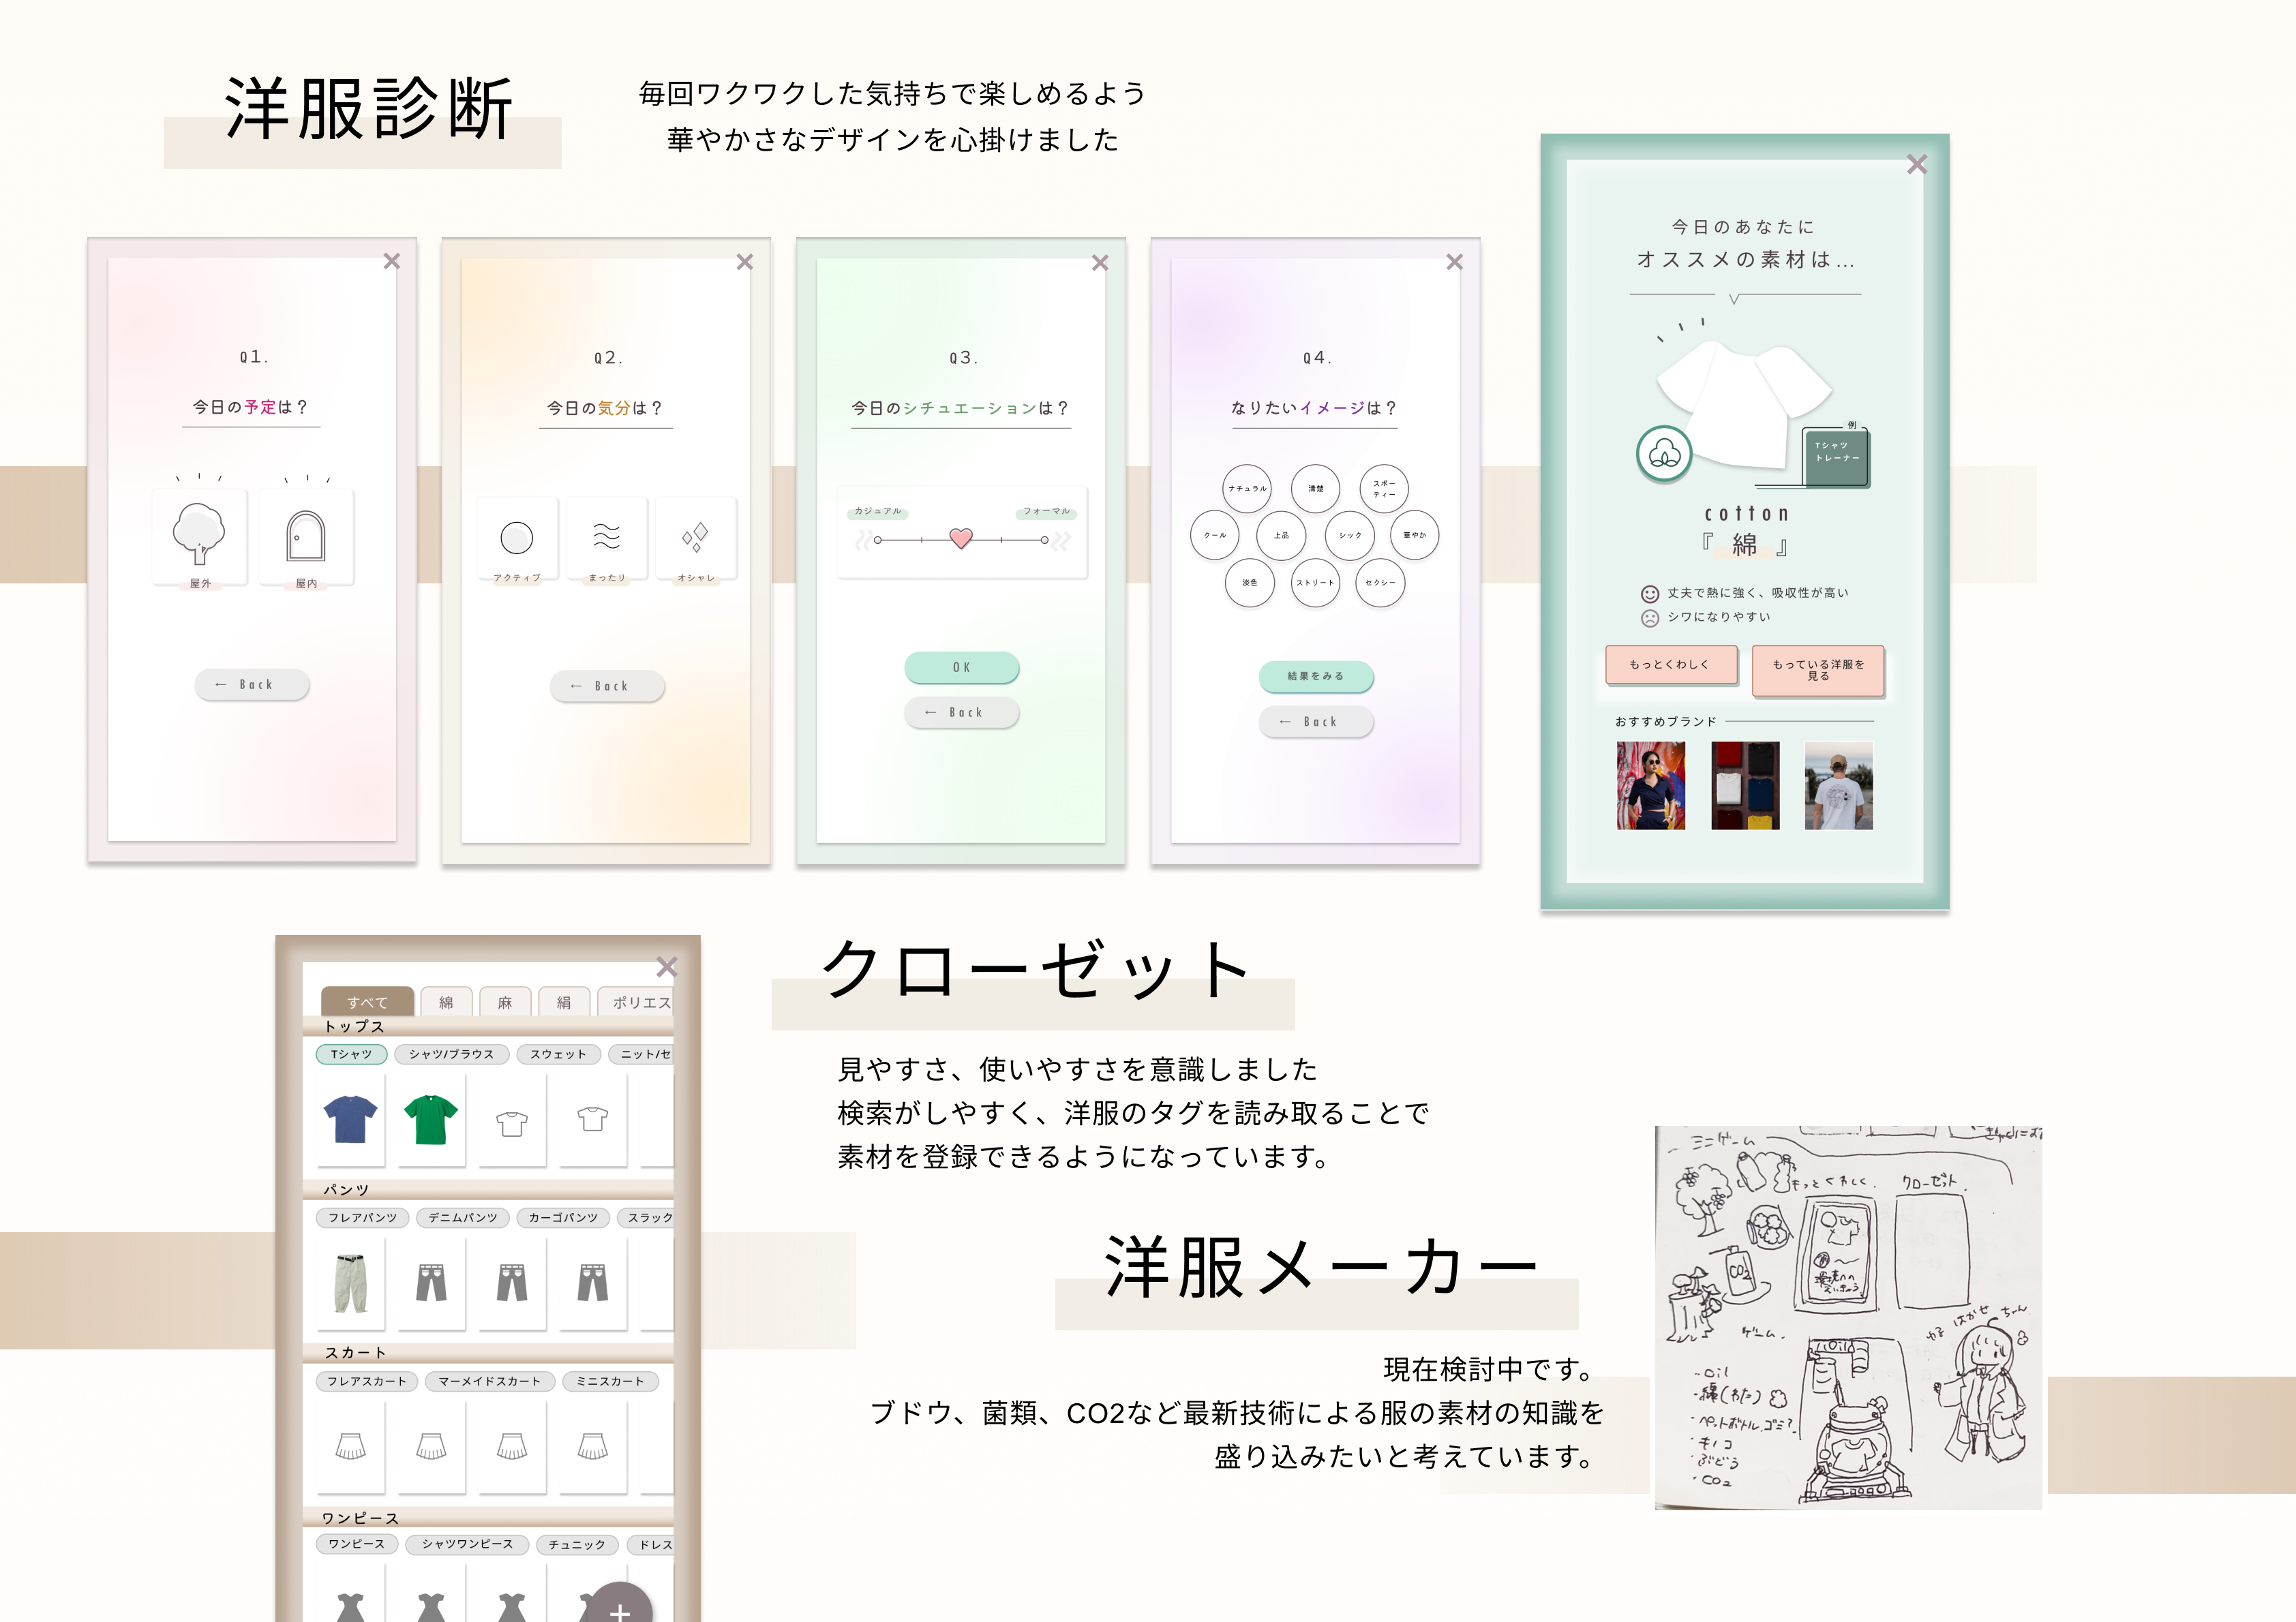 洋服診断
毎回ワクワクした気持ちで楽しめるよう
華やかさなデザインを心掛けました
Q1.
今日の予定は？
屋外
屋内
← Back
Q2.
今日の気分は？
アクティブ
まったり
オシャレ
← Back
Q3.
今日のシチュエーションは？
カジュアル
フォーマル
OK
← Back
Q4.
なりたいイメージは？
ナチュラル
清楚
スポー
ティー
クール
上品
シック
華やか
淡色
ストリート
セクシー
結果をみる
← Back
今日のあなたに
オススメの素材は…
例
Tシャツ
トレーナー
cotton
『 綿 』
丈夫で熱に強く、吸収性が高い
シワになりやすい
もっとくわしく
もっている洋服を
見る
おすすめブランド
すべて 綿 麻 絹 ポリエス
トップス
Tシャツ シャツ/ブラウス スウェット ニット/セ
パンツ
フレアパンツ デニムパンツ カーゴパンツ スラック
スカート
フレアスカート マーメイドスカート ミニスカート
ワンピース
ワンピース シャツワンピース チュニック ドレス
+
クローゼット
見やすさ、使いやすさを意識しました
検索がしやすく、洋服のタグを読み取ることで
素材を登録できるようになっています。
洋服メーカー
現在検討中です。
ブドウ、菌類、CO2など最新技術による服の素材の知識を
盛り込みたいと考えています。
ミニゲーム
もっとくわしく.
クローゼット.
CO2
環境への
えいきょう
ゲーム.
はかせちゃん
Oil
・Oil
・綿(わた)
・ペットボトルゴミ?
・キノコ
・ぶどう
・CO2